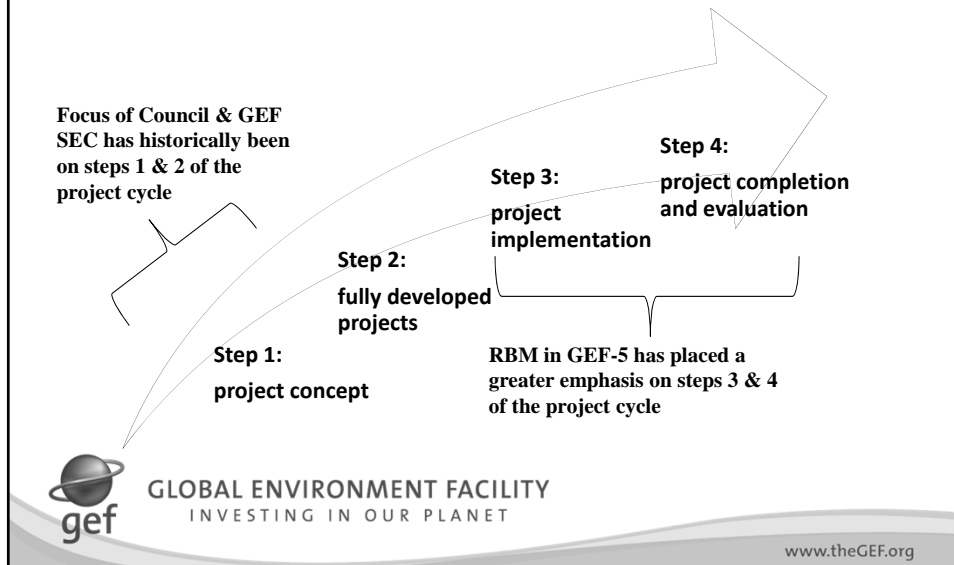 Focus of Council & GEF
SEC has historically been
on steps 1 & 2 of the
project cycle
Step 1:
project concept
Step 2:
fully developed
projects
Step 3:
project
implementation
Step 4:
project completion
and evaluation
RBM in GEF-5 has placed a
greater emphasis on steps 3 & 4
of the project cycle
gef
GLOBAL ENVIRONMENT FACILITY
INVESTING IN OUR PLANET
www.theGEF.org